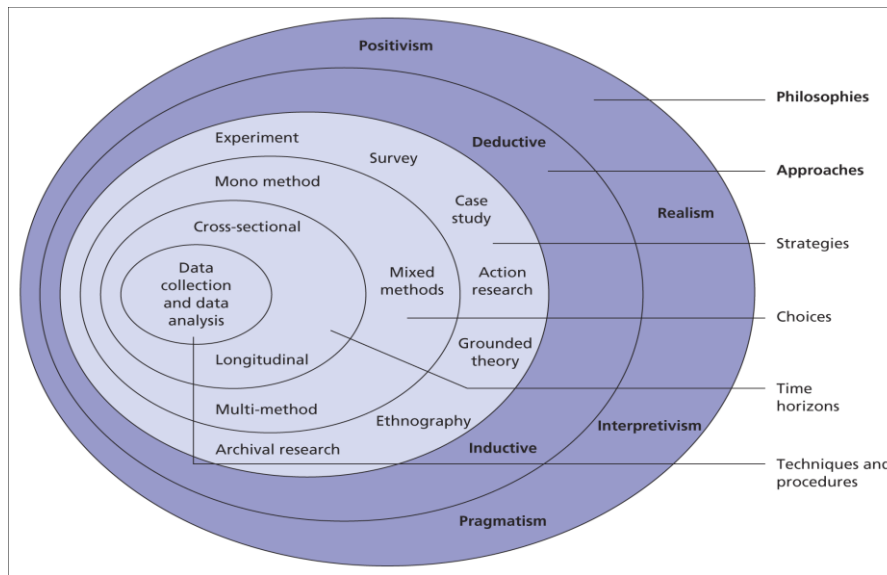 Positivism
Philosophies
Experiment
Deductive
Survey
Approaches
Mono method
Case
study
Realism
Cross-sectional
Strategies
Data
collection
and data
analysis
Mixed
methods
Action
research
Choices
Longitudinal
Grounded
theory
Time
horizons
Multi-method
Ethnography
Interpretivism
Archival research
Inductive
Techniques and
procedures
Pragmatism